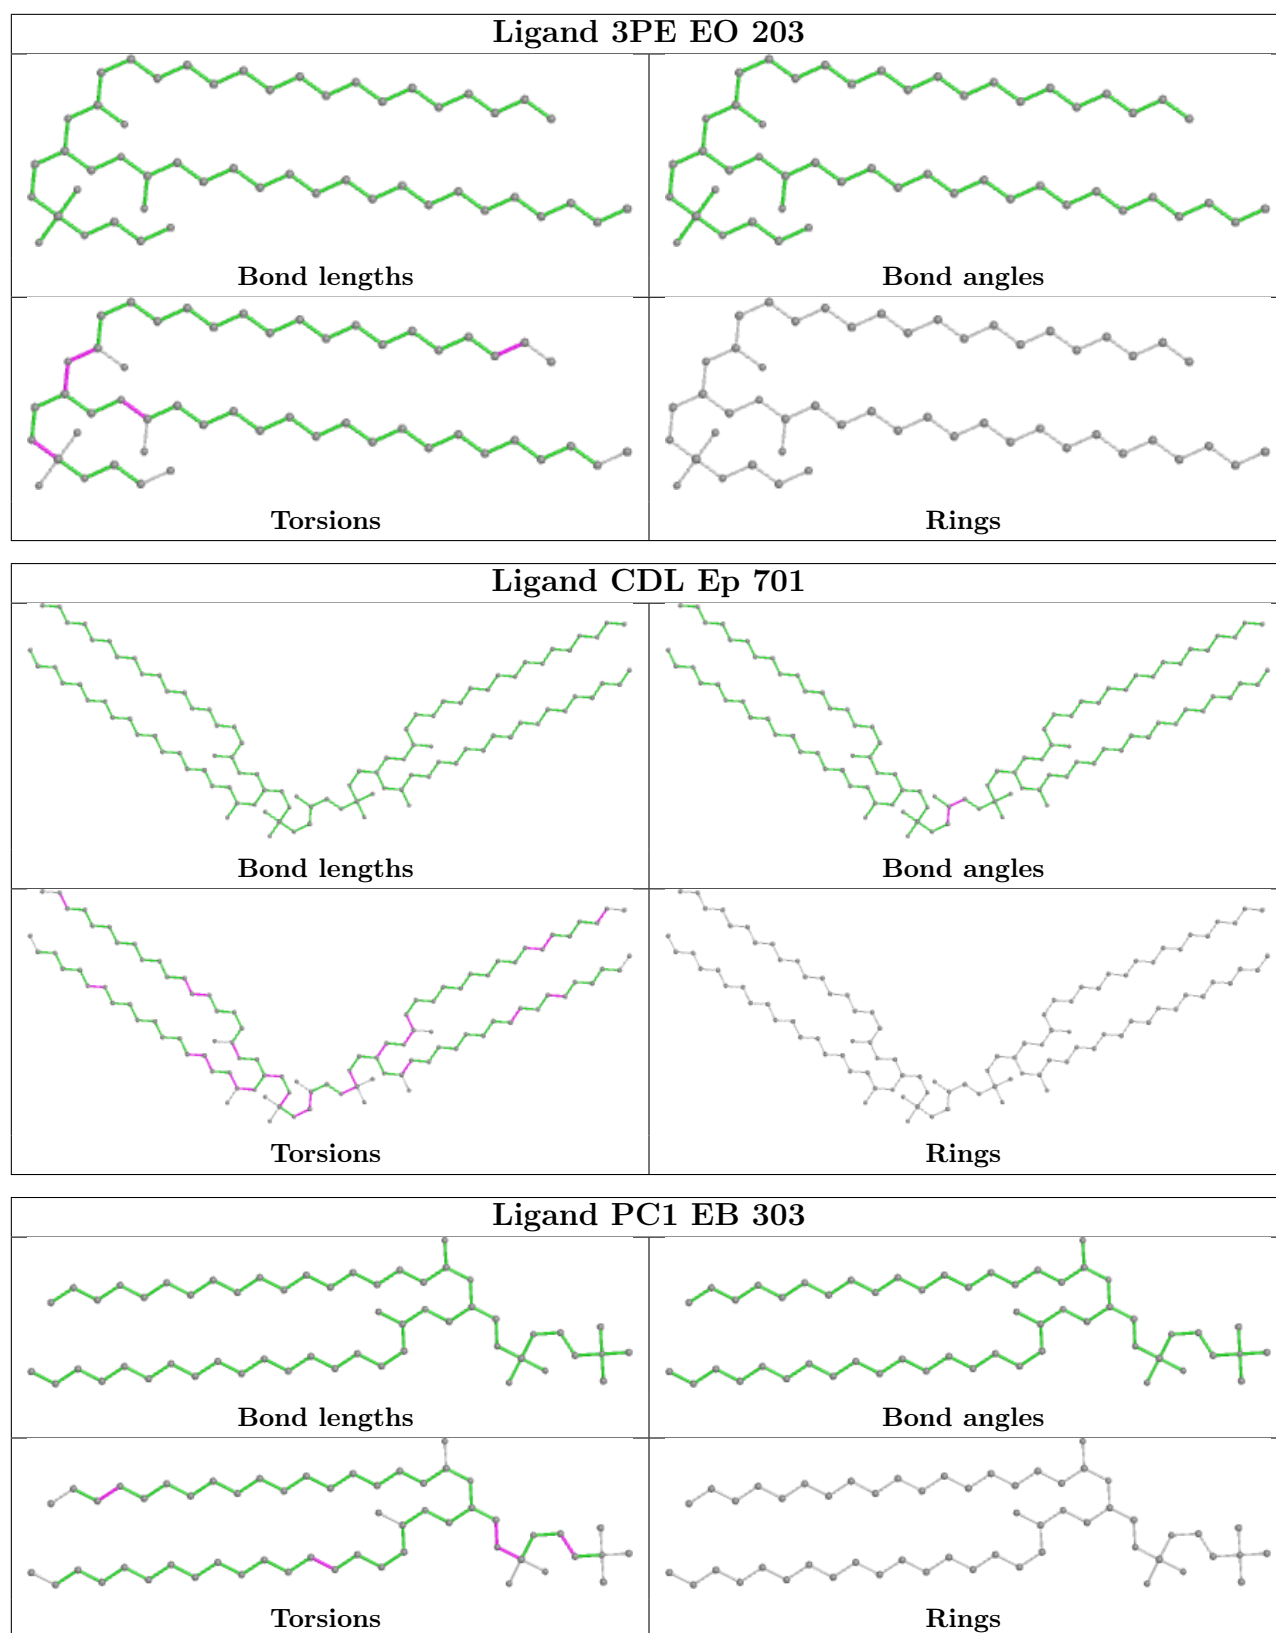 Ligand 3PE EO 203
Bond lengths
Bond angles
Torsions
Rings
Ligand CDL Ep 701
Bond lengths
Bond angles
Torsions
Rings
Ligand PC1 EB 303
Bond lengths
Bond angles
Torsions
Rings